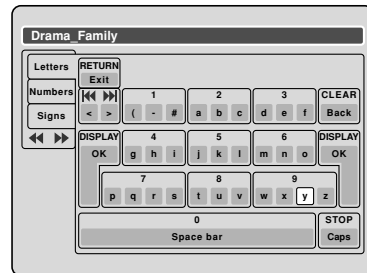 Drama_Family
Letters
Numbers
Signs
RETURN
Exit
< >
1
( - #
2
a b c
3
d e f
CLEAR
Back
DISPLAY
OK
4
g h i
5
j k l
6
m n o
DISPLAY
OK
7
p q r s
8
t u v
9
w x y z
0
Space bar
STOP
Caps